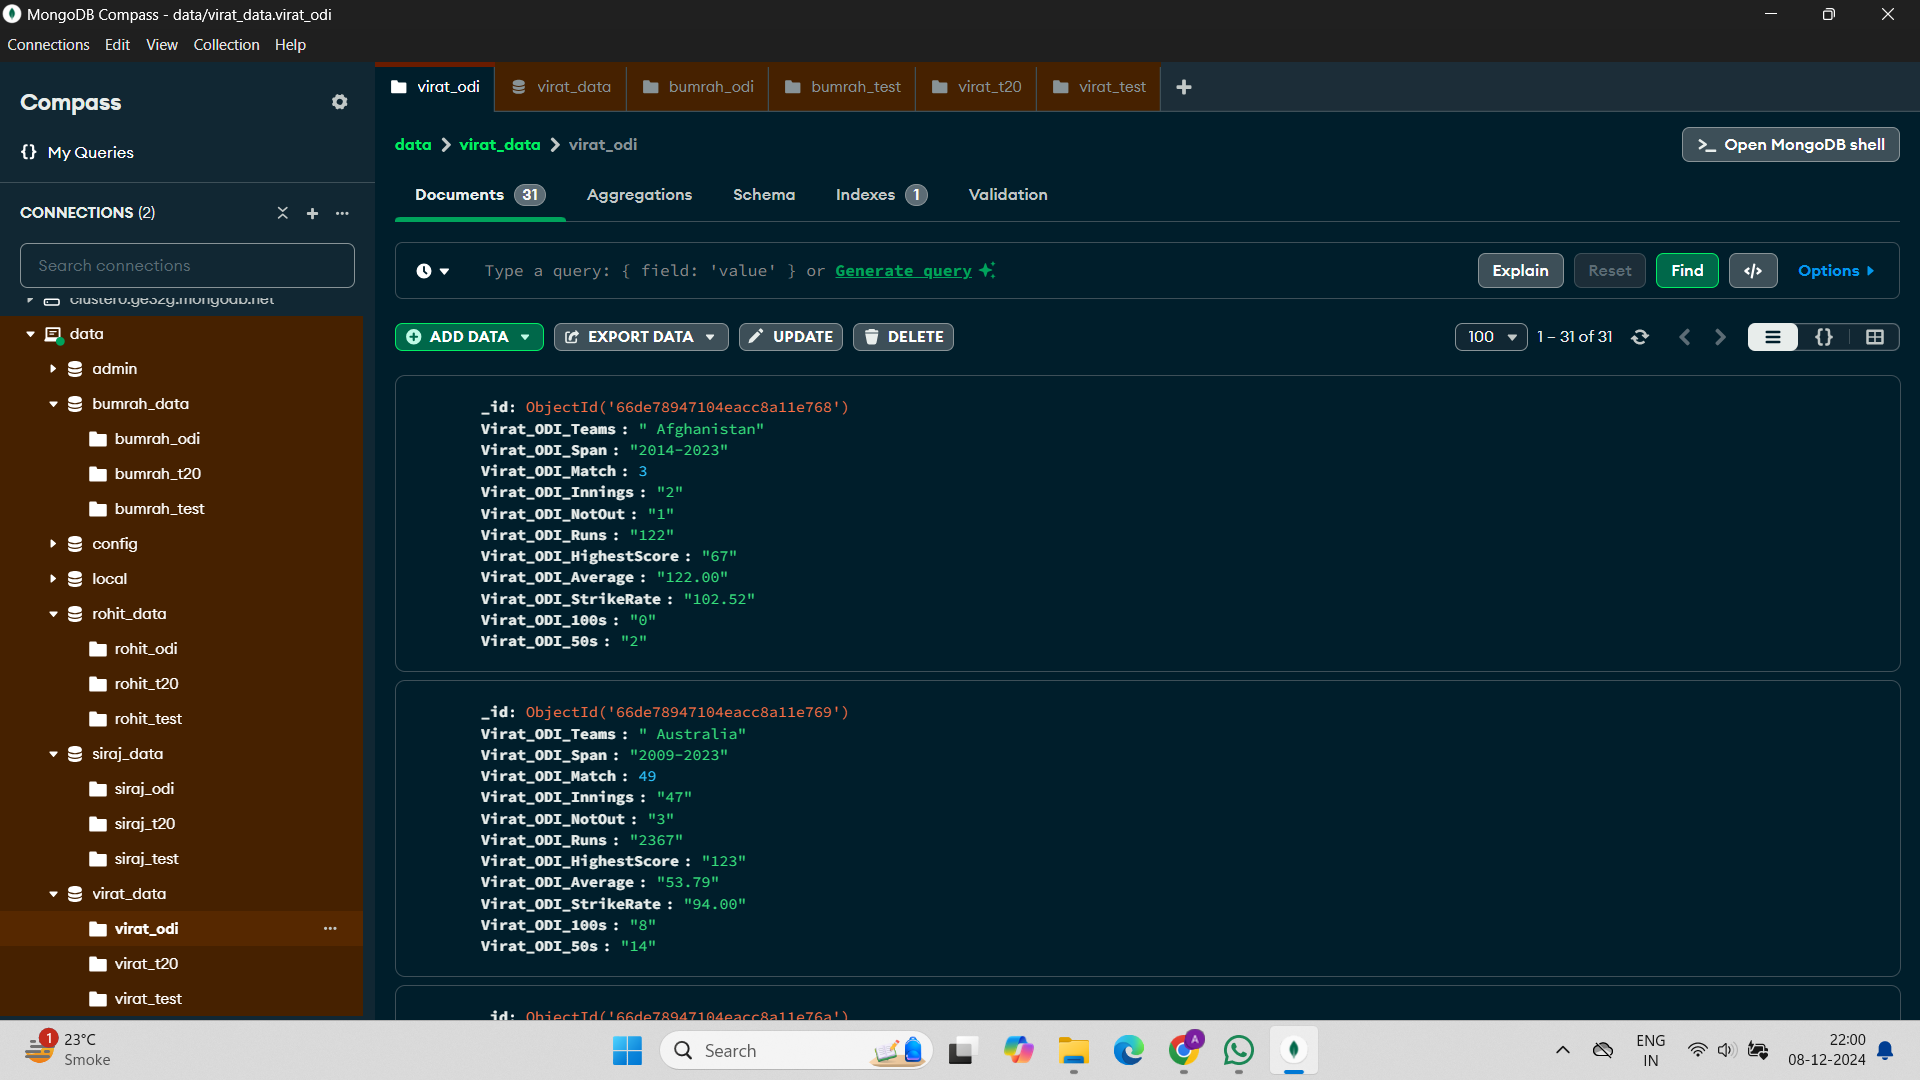 MongoDB Compass - data/virat_data.virat_odi
Connections Edit View Collection Help
Compass
{} My Queries
CONNECTIONS (2)
Search connections
cluster0.ge32g.mongodb.net
data
admin
bumrah_data
bumrah_odi
bumrah_t20
bumrah_test
config
local
rohit_data
rohit_odi
rohit_t20
rohit_test
siraj_data
siraj_odi
siraj_t20
siraj_test
virat_data
virat_odi
virat_t20
virat_test
virat_odi virat_data bumrah_odi bumrah_test virat_t20 virat_test
data > virat_data > virat_odi
>_ Open MongoDB shell
Documents 31 Aggregations Schema Indexes 1 Validation
Type a query: { field: 'value' } or Generate query
Explain Reset Find </> Options
ADD DATA EXPORT DATA UPDATE DELETE
100 1 – 31 of 31 {}
_id: ObjectId('66de78947104eacc8a11e768')
Virat_ODI_Teams : " Afghanistan"
Virat_ODI_Span : "2014-2023"
Virat_ODI_Match : 3
Virat_ODI_Innings : "2"
Virat_ODI_NotOut : "1"
Virat_ODI_Runs : "122"
Virat_ODI_HighestScore : "67"
Virat_ODI_Average : "122.00"
Virat_ODI_StrikeRate : "102.52"
Virat_ODI_100s : "0"
Virat_ODI_50s : "2"
_id: ObjectId('66de78947104eacc8a11e769')
Virat_ODI_Teams : " Australia"
Virat_ODI_Span : "2009-2023"
Virat_ODI_Match : 49
Virat_ODI_Innings : "47"
Virat_ODI_NotOut : "3"
Virat_ODI_Runs : "2367"
Virat_ODI_HighestScore : "123"
Virat_ODI_Average : "53.79"
Virat_ODI_StrikeRate : "94.00"
Virat_ODI_100s : "8"
Virat_ODI_50s : "14"
_id: ObjectId('66de78947104eacc8a11e76a')
1
23°C
Smoke
Search
A
ENG
IN
22:00
08-12-2024